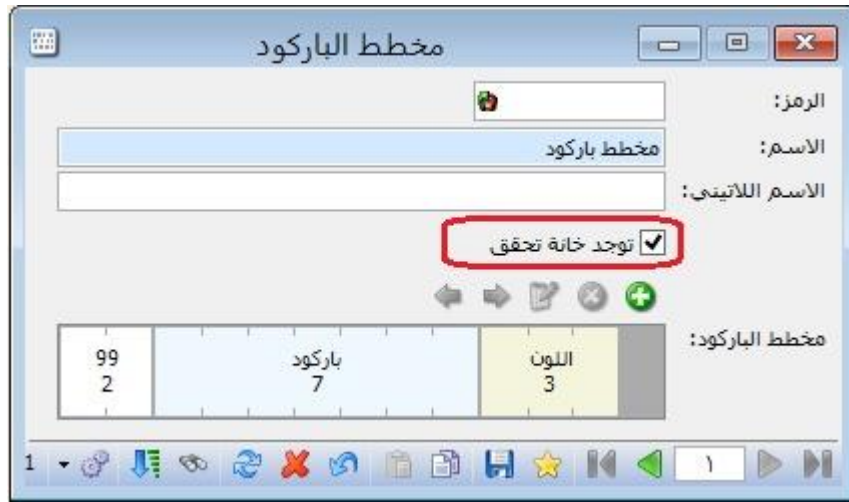 مخطط الباركود
الرمز:
الاسم: مخطط باركود
الاسم اللاتيني:
توجد خانة تحقق
مخطط الباركود:
99 باركود اللون
2 7 3
1 ١